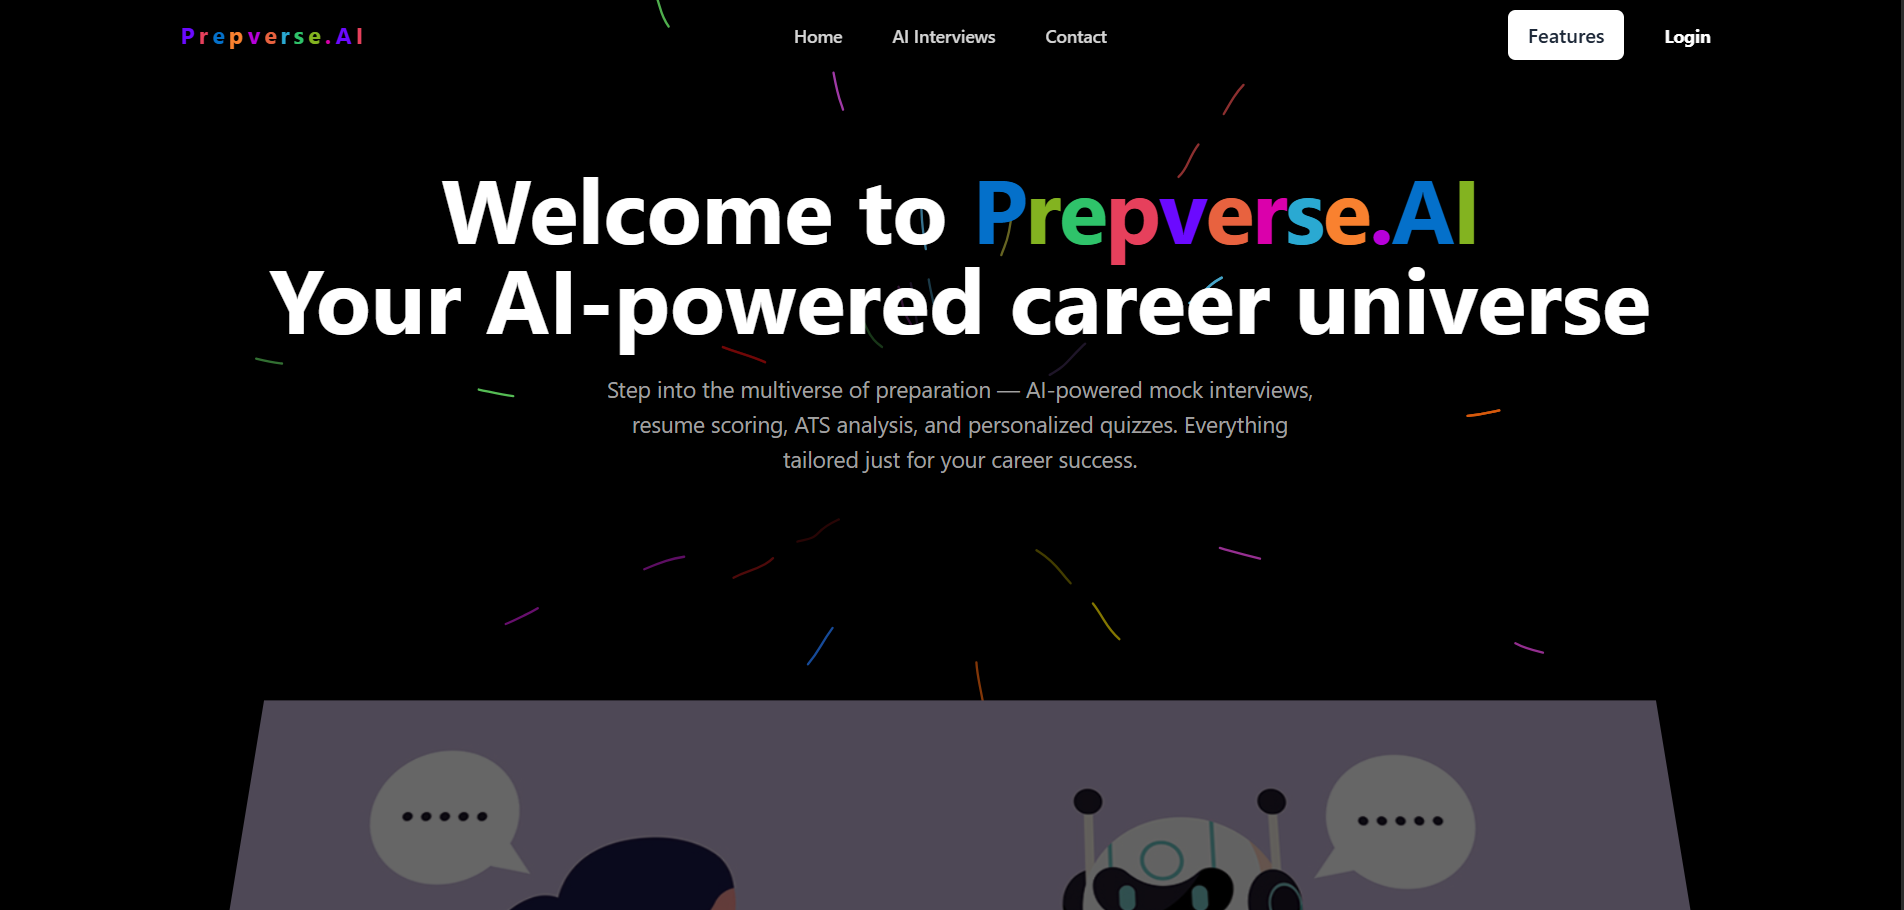 Prepverse.AI
Home
AI Interviews
Contact
Features
Login
Welcome to Prepverse.AI
Your AI-powered career universe
Step into the multiverse of preparation — AI-powered mock interviews,
resume scoring, ATS analysis, and personalized quizzes. Everything
tailored just for your career success.